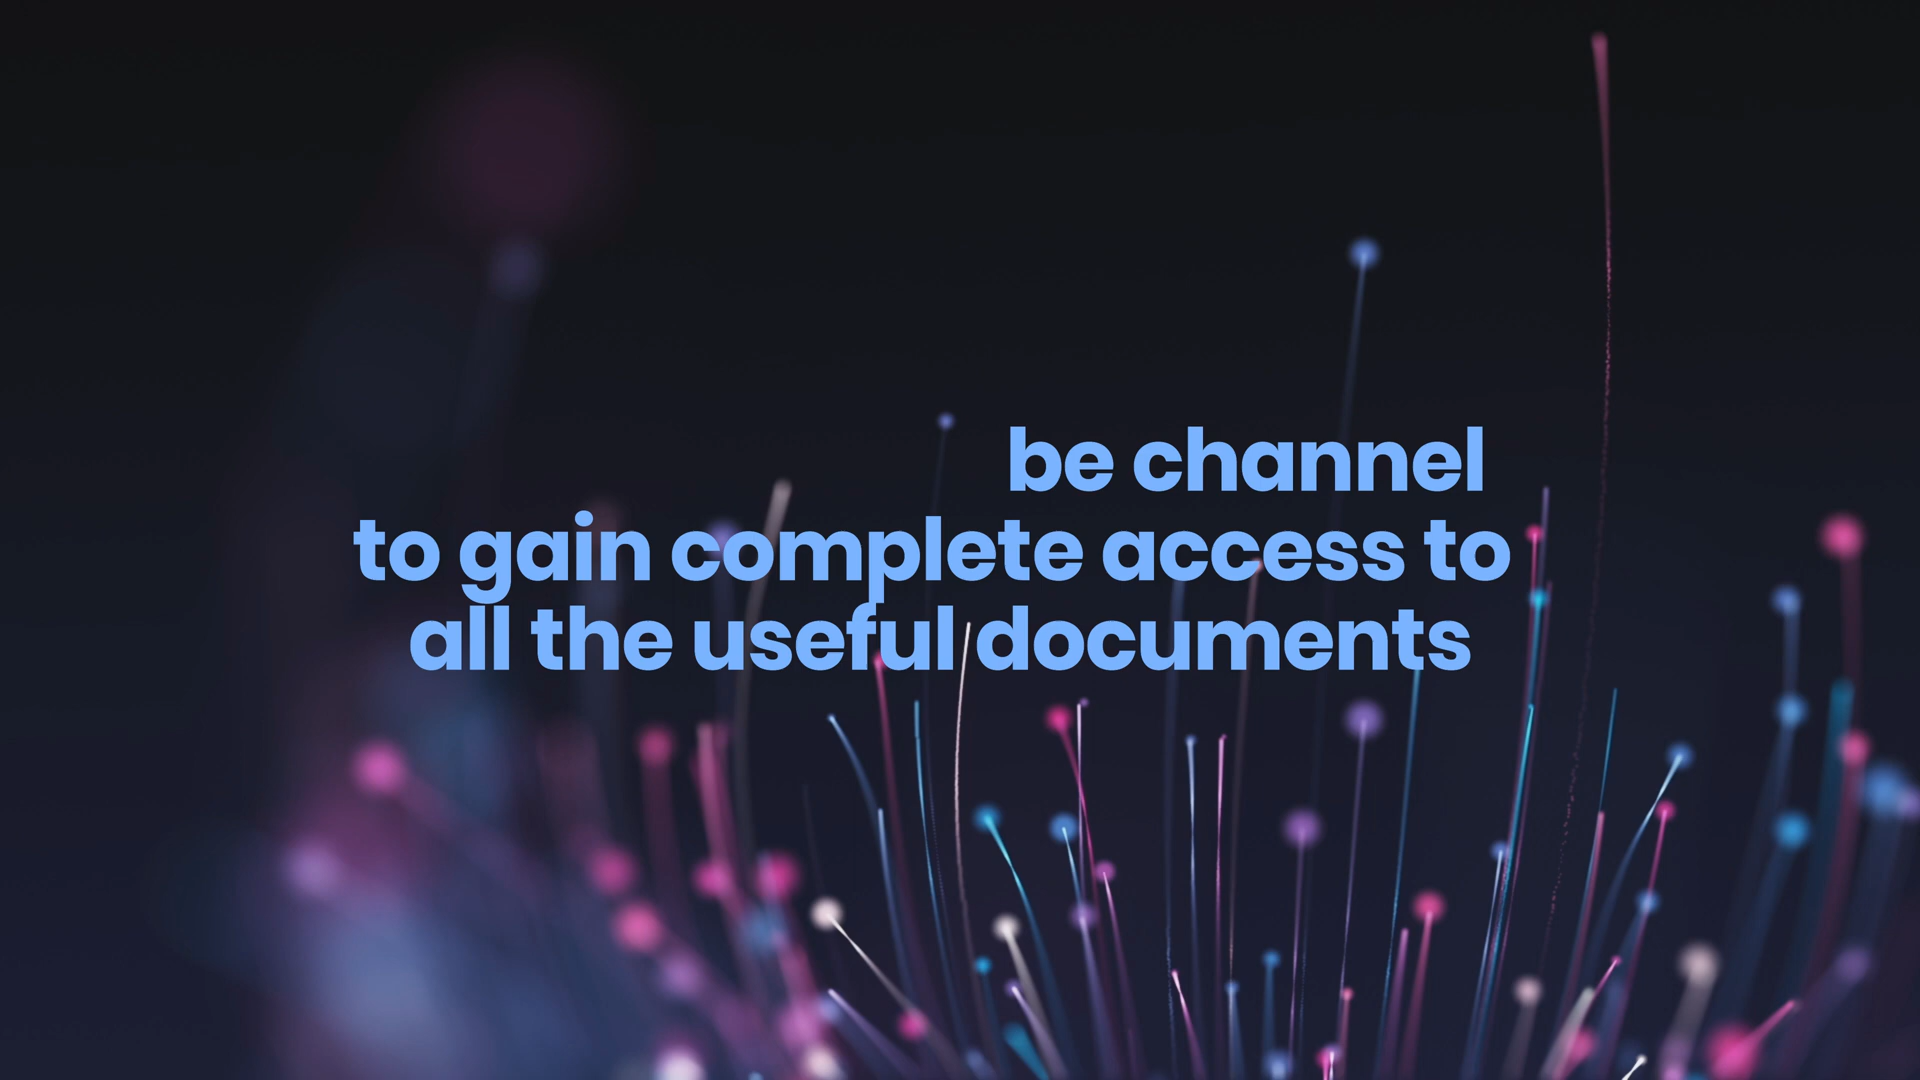 be channel
to gain complete access to
all the useful documents